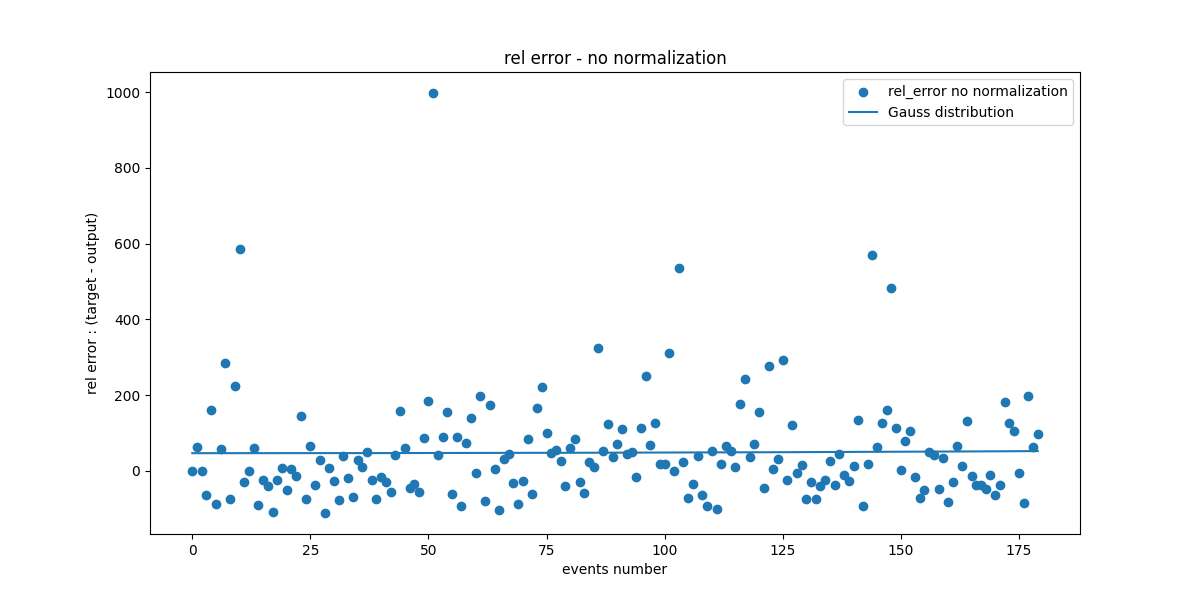 rel error - no normalization
rel_error no normalization
Gauss distribution
1000
800
600
400
200
0
rel error : (target - output)
0 25 50 75 100 125 150 175
events number